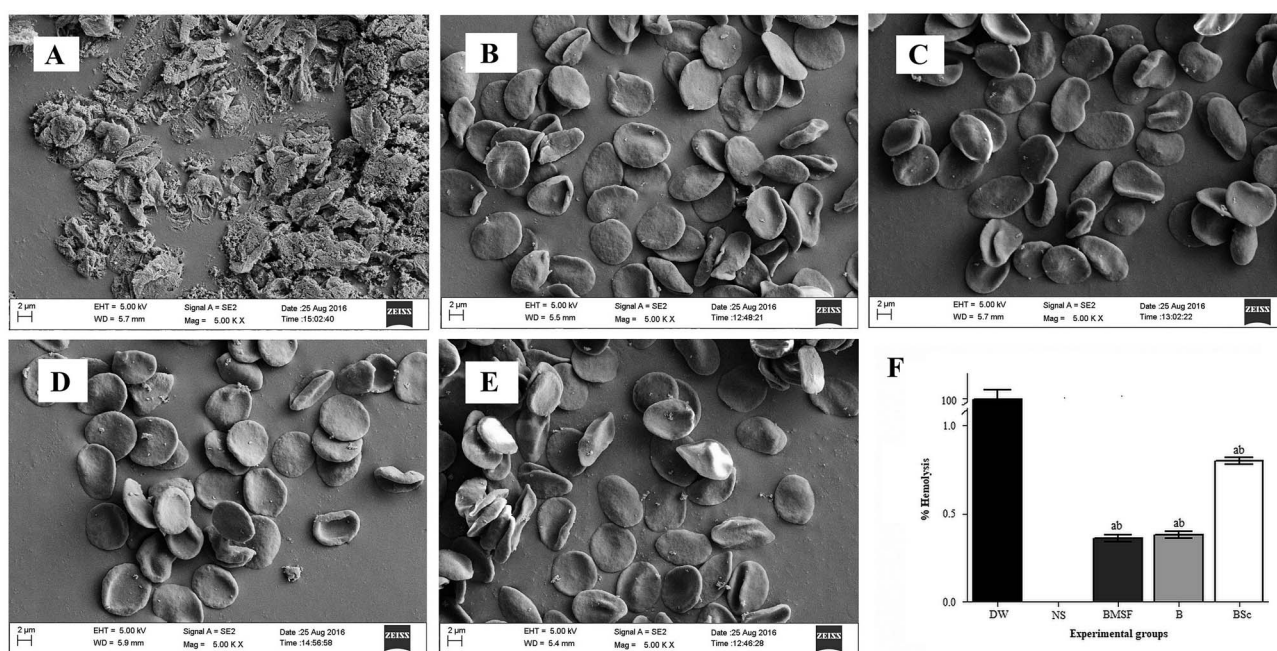 A
2 µm
EHT = 5.00 kV
Signal A = SE2
Date :25 Aug 2016
WD = 5.7 mm
Mag = 5.00 K X
Time :15:02:40
ZEISS
B
2 µm
EHT = 5.00 kV
Signal A = SE2
Date :25 Aug 2016
WD = 5.5 mm
Mag = 5.00 K X
Time :12:48:21
ZEISS
C
2 µm
EHT = 5.00 kV
Signal A = SE2
Date :25 Aug 2016
WD = 5.7 mm
Mag = 5.00 K X
Time :13:02:22
ZEISS
D
2 µm
EHT = 5.00 kV
Signal A = SE2
Date :25 Aug 2016
WD = 5.9 mm
Mag = 5.00 K X
Time :14:56:58
ZEISS
E
2 µm
EHT = 5.00 kV
Signal A = SE2
Date :25 Aug 2016
WD = 5.4 mm
Mag = 5.00 K X
Time :12:46:28
ZEISS
F
% Hemolysis
100
1.0
0.5
0.0
ab
ab
ab
DW
NS
BMSF
B
BSc
Experimental groups